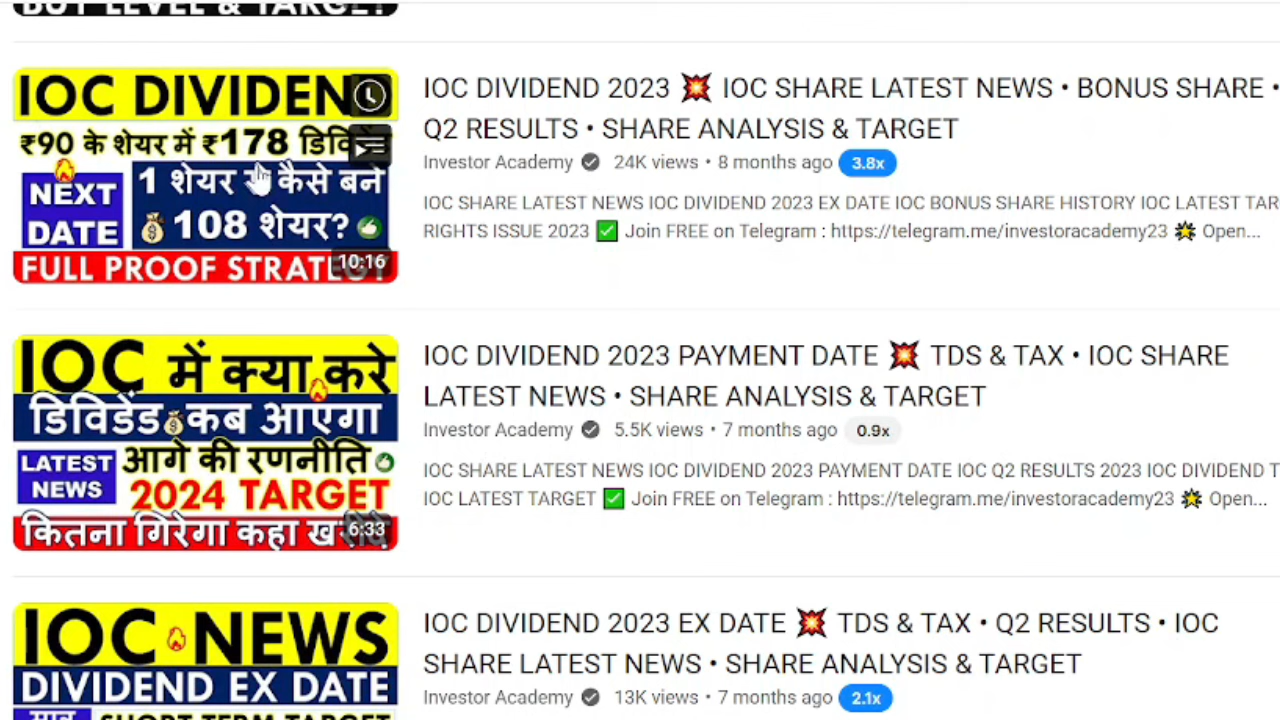 BUY LEVEL & TARGET?
IOC DIVIDEN
₹90 के शेयर में ₹178
NEXT
DATE
1 शेयर से कैसे बने
108 शेयर?
FULL PROOF STRATEGY
10:16
IOC DIVIDEND 2023 💥 IOC SHARE LATEST NEWS • BONUS SHARE •
Q2 RESULTS • SHARE ANALYSIS & TARGET
Investor Academy 24K views • 8 months ago 3.8x
IOC SHARE LATEST NEWS IOC DIVIDEND 2023 EX DATE IOC BONUS SHARE HISTORY IOC LATEST TAR
RIGHTS ISSUE 2023 ✅ Join FREE on Telegram : https://telegram.me/investoracademy23 🌟 Open...
IOC में क्या करे
डिविडेंड कब आएगा
LATEST
NEWS
आगे की रणनीति
2024 TARGET
कितना गिरेगा कहा
6:33
IOC DIVIDEND 2023 PAYMENT DATE 💥 TDS & TAX • IOC SHARE
LATEST NEWS • SHARE ANALYSIS & TARGET
Investor Academy 5.5K views • 7 months ago 0.9x
IOC SHARE LATEST NEWS IOC DIVIDEND 2023 PAYMENT DATE IOC Q2 RESULTS 2023 IOC DIVIDEND T
IOC LATEST TARGET ✅ Join FREE on Telegram : https://telegram.me/investoracademy23 🌟 Open...
IOC NEWS
DIVIDEND EX DATE
SHORT TERM TARGET
IOC DIVIDEND 2023 EX DATE 💥 TDS & TAX • Q2 RESULTS • IOC
SHARE LATEST NEWS • SHARE ANALYSIS & TARGET
Investor Academy 13K views • 7 months ago 2.1x